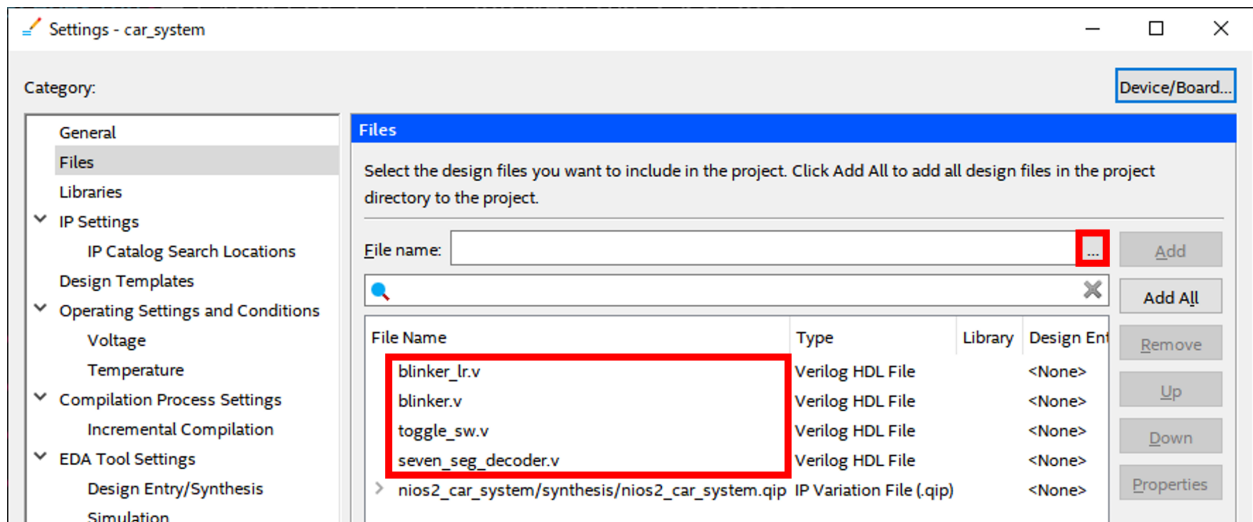 Settings - car_system
Category:
Device/Board...
General
Files
Libraries
IP Settings
IP Catalog Search Locations
Design Templates
Operating Settings and Conditions
Voltage
Temperature
Compilation Process Settings
Incremental Compilation
EDA Tool Settings
Design Entry/Synthesis
Simulation
Files
Select the design files you want to include in the project. Click Add All to add all design files in the project
directory to the project.
File name:
...
Add
Add All
File Name Type Library Design Ent
blinker_lr.v Verilog HDL File <None>
blinker.v Verilog HDL File <None>
toggle_sw.v Verilog HDL File <None>
seven_seg_decoder.v Verilog HDL File <None>
nios2_car_system/synthesis/nios2_car_system.qip IP Variation File (.qip) <None>
Remove
Up
Down
Properties